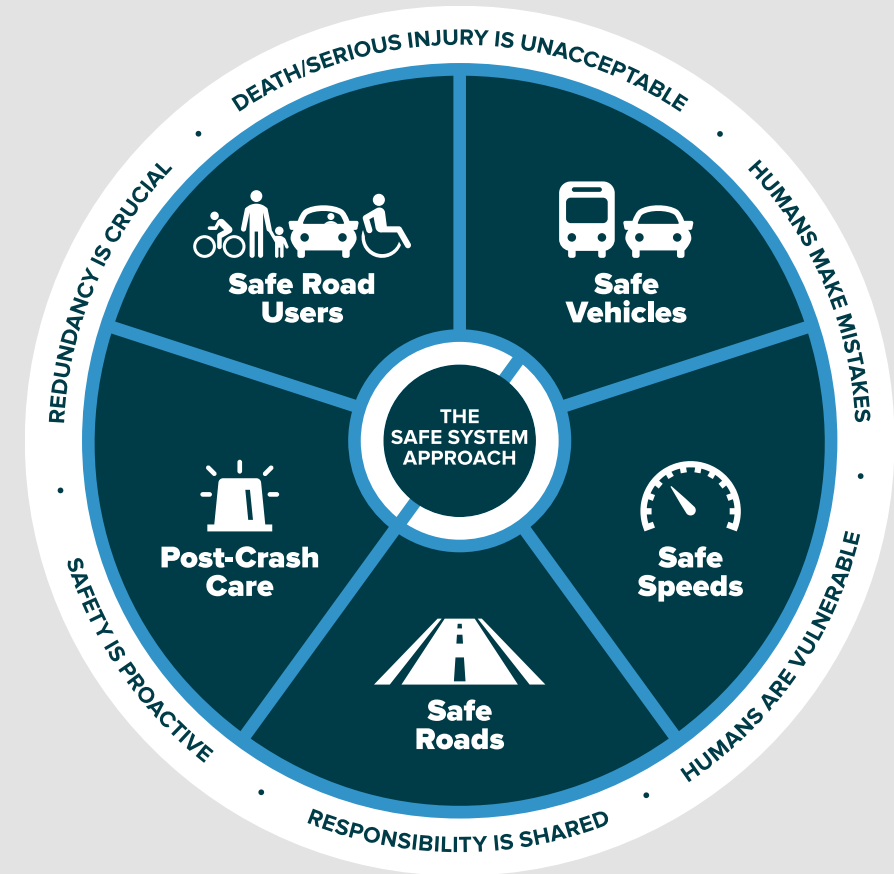 DEATH/SERIOUS INJURY IS UNACCEPTABLE
HUMANS MAKE MISTAKES
HUMANS ARE VULNERABLE
RESPONSIBILITY IS SHARED
SAFETY IS PROACTIVE
REDUNDANCY IS CRUCIAL
Safe Road
Users
Safe
Vehicles
THE
SAFE SYSTEM
APPROACH
Post-Crash
Care
Safe
Speeds
Safe
Roads